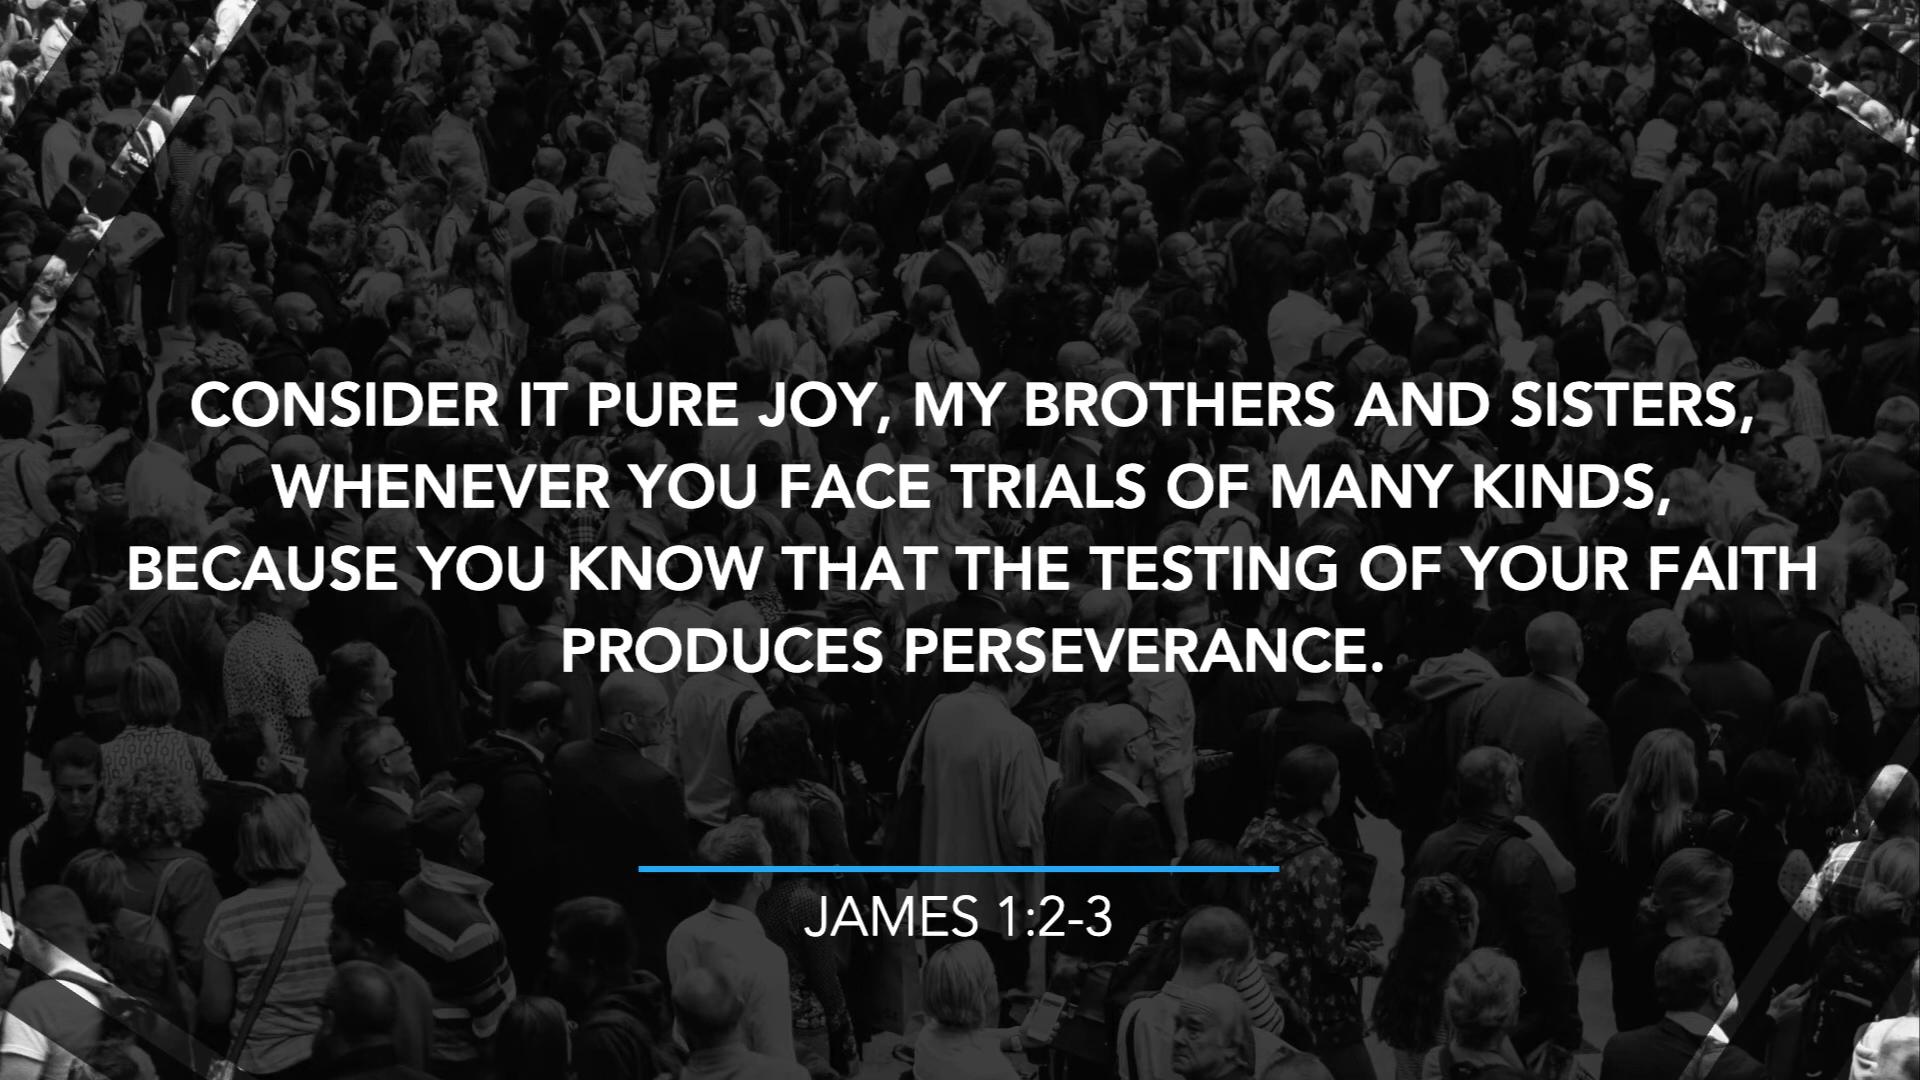 CONSIDER IT PURE JOY, MY BROTHERS AND SISTERS,
WHENEVER YOU FACE TRIALS OF MANY KINDS,
BECAUSE YOU KNOW THAT THE TESTING OF YOUR FAITH
PRODUCES PERSEVERANCE.
JAMES 1:2-3